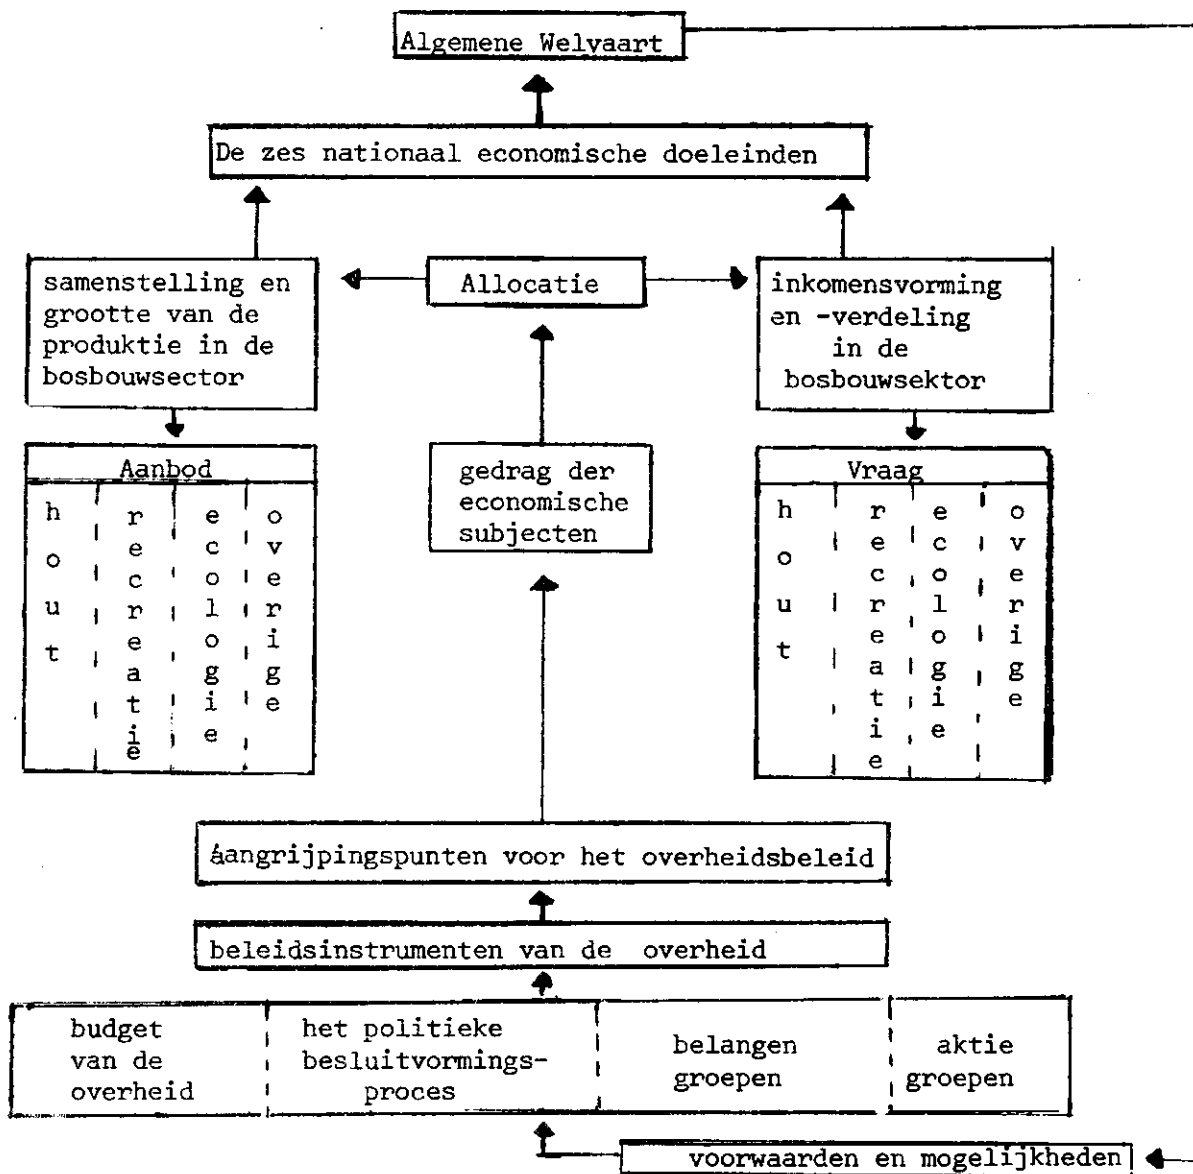 Algemene Welvaart
De zes nationaal economische doeleinden
samenstelling en
grootte van de
produktie in de
bosbouwsector
Allocatie
inkomensvorming
en -verdeling
in de
bosbouwsektor
Aanbod
hout
recreatie
ecologie
overige
gedrag der
economische
subjecten
Vraag
hout
recreatie
ecologie
overige
Aangrijpingspunten voor het overheidsbeleid
beleidsinstrumenten van de overheid
budget
van de
overheid
het politieke
besluitvormings-
proces
belangen
groepen
aktie
groepen
voorwaarden en mogelijkheden